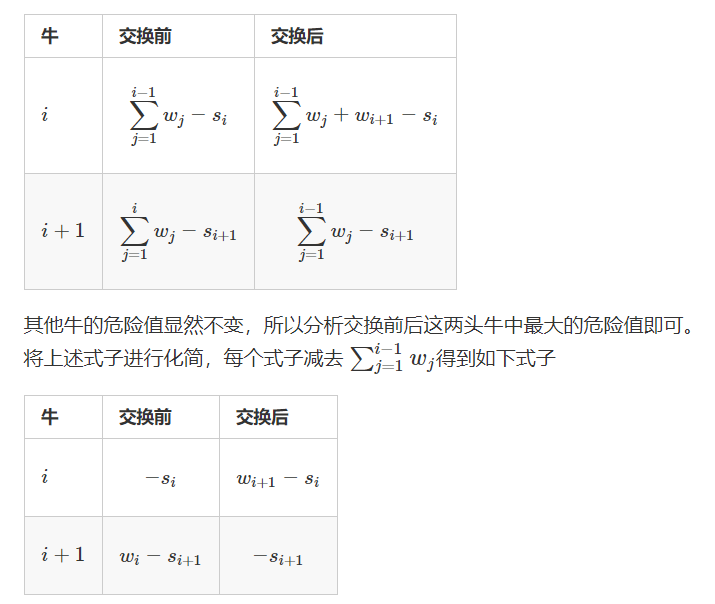 牛 交换前 交换后
$i$ $\sum_{j=1}^{i-1} w_j - s_i$ $\sum_{j=1}^{i-1} w_j + w_{i+1} - s_i$
$i+1$ $\sum_{j=1}^{i} w_j - s_{i+1}$ $\sum_{j=1}^{i-1} w_j - s_{i+1}$
其他牛的危险值显然不变，所以分析交换前后这两头牛中最大的危险值即可。
将上述式子进行化简，每个式子减去 $\sum_{j=1}^{i-1} w_j$得到如下式子
牛 交换前 交换后
$i$ $-s_i$ $w_{i+1} - s_i$
$i+1$ $w_i - s_{i+1}$ $-s_{i+1}$